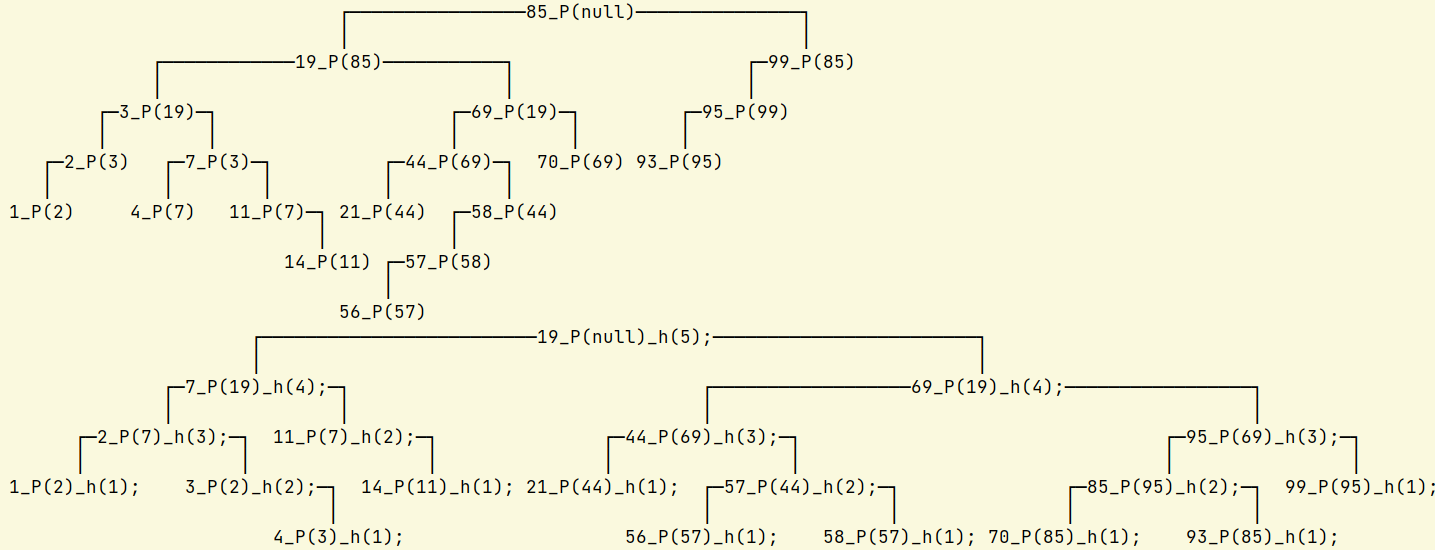 85_P(null)
19_P(85) 99_P(85)
3_P(19) 69_P(19) 95_P(99)
2_P(3) 7_P(3) 44_P(69) 70_P(69) 93_P(95)
1_P(2) 4_P(7) 11_P(7) 21_P(44) 58_P(44)
14_P(11) 57_P(58)
56_P(57)
19_P(null)_h(5);
7_P(19)_h(4); 69_P(19)_h(4);
2_P(7)_h(3); 11_P(7)_h(2); 44_P(69)_h(3); 95_P(69)_h(3);
1_P(2)_h(1); 3_P(2)_h(2); 14_P(11)_h(1); 21_P(44)_h(1); 57_P(44)_h(2); 85_P(95)_h(2); 99_P(95)_h(1);
4_P(3)_h(1); 56_P(57)_h(1); 58_P(57)_h(1); 70_P(85)_h(1); 93_P(85)_h(1);